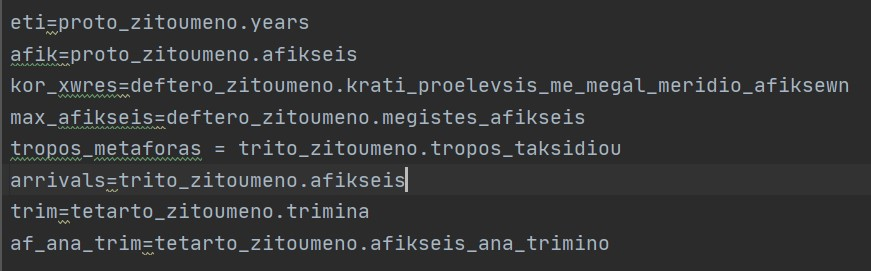 eti=proto_zitoumeno.years
afik=proto_zitoumeno.afikseis
kor_xwres=deftero_zitoumeno.krati_proelevsis_me_megal_meridio_afiksewn
max_afikseis=deftero_zitoumeno.megistes_afikseis
tropos_metaforas = trito_zitoumeno.tropos_taksidiou
arrivals=trito_zitoumeno.afikseis
trim=tetarto_zitoumeno.trimina
af_ana_trim=tetarto_zitoumeno.afikseis_ana_trimino